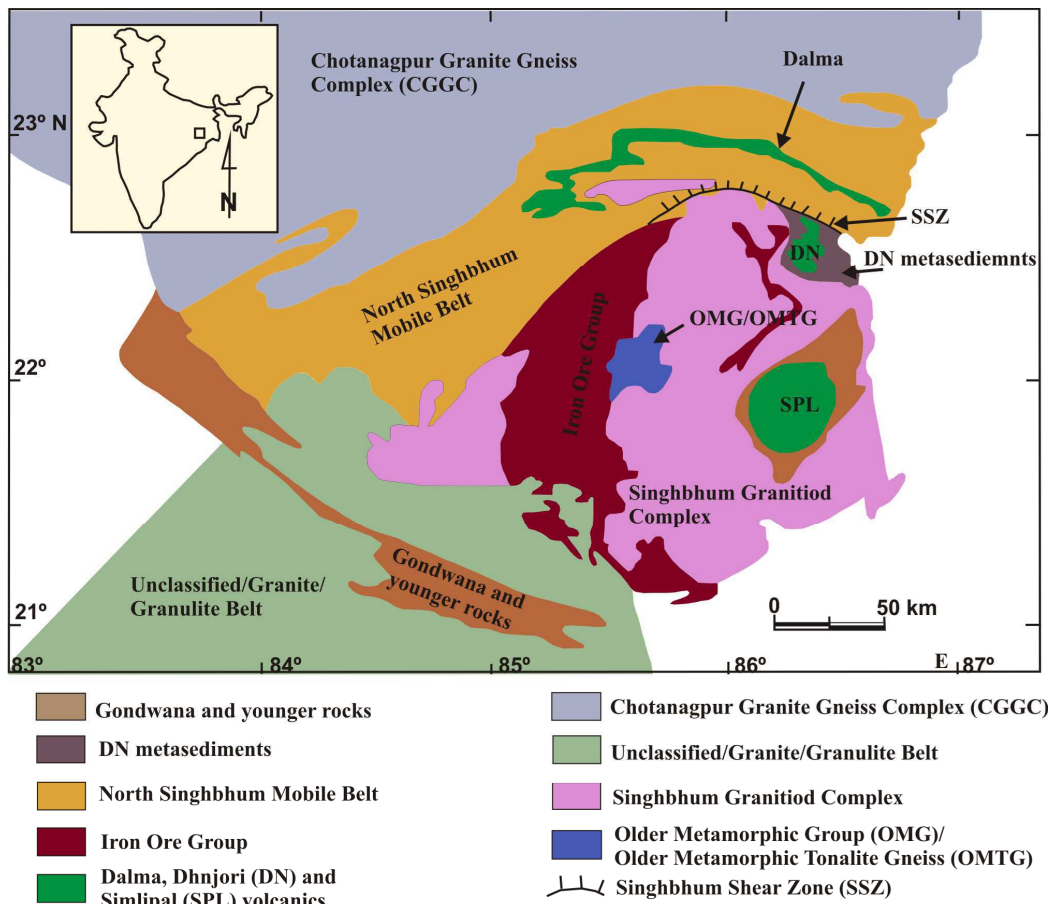 Chotanagpur Granite Gneiss
Complex (CGGC)
Dalma
23° N
N
SSZ
DN
DN metasediemnts
North Singhbhum
Mobile Belt
OMG/OMTG
22°
Iron Ore Group
SPL
Singhbhum Granitiod
Complex
Gondwana and
younger rocks
Unclassified/Granite/
Granulite Belt
0 50 km
21°
83° 84° 85° 86° E 87°
Gondwana and younger rocks
DN metasediments
North Singhbhum Mobile Belt
Iron Ore Group
Dalma, Dhnjori (DN) and
Simlipal (SPL) volcanics
Chotanagpur Granite Gneiss Complex (CGGC)
Unclassified/Granite/Granulite Belt
Singhbhum Granitiod Complex
Older Metamorphic Group (OMG)/
Older Metamorphic Tonalite Gneiss (OMTG)
Singhbhum Shear Zone (SSZ)